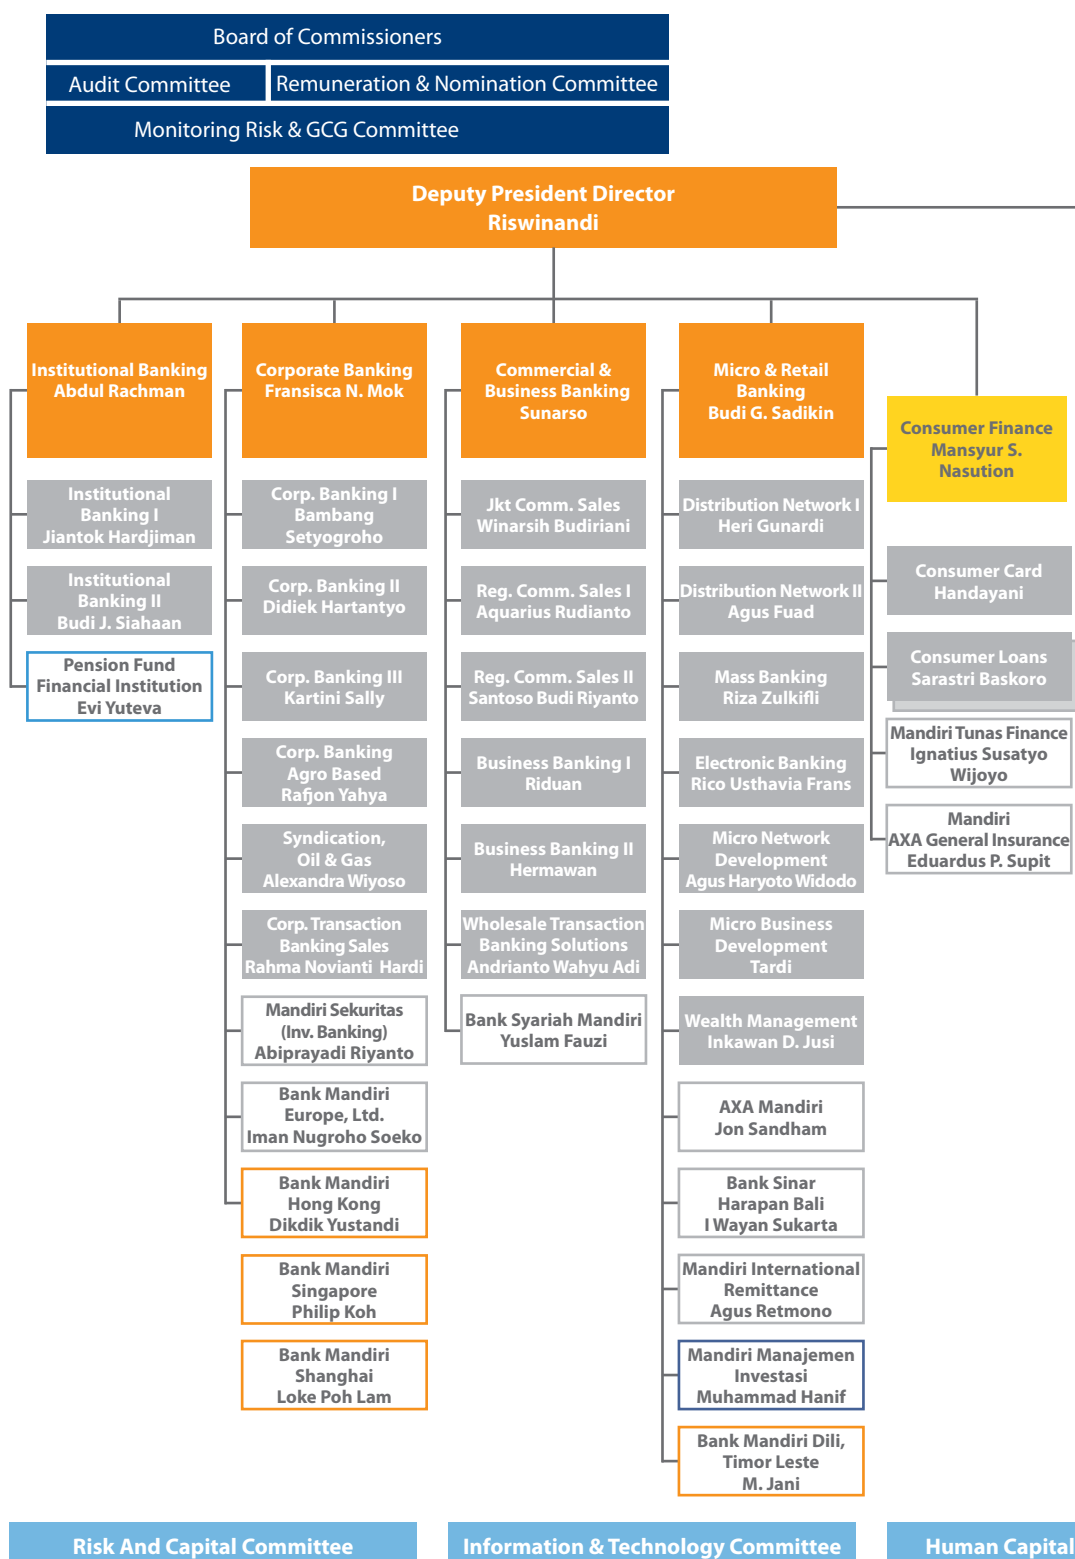 Board of Commissioners
Audit Committee
Remuneration & Nomination Committee
Monitoring Risk & GCG Committee
Deputy President Director
Riswinandi
Institutional Banking
Abdul Rachman
Institutional
Banking I
Jiantok Hardjiman
Institutional
Banking II
Budi J. Siahaan
Pension Fund
Financial Institution
Evi Yuteva
Corporate Banking
Fransisca N. Mok
Corp. Banking I
Bambang
Setyogroho
Corp. Banking II
Didiek Hartantyo
Corp. Banking III
Kartini Sally
Corp. Banking
Agro Based
Rafjon Yahya
Syndication,
Oil & Gas
Alexandra Wiyoso
Corp. Transaction
Banking Sales
Rahma Novianti Hardi
Mandiri Sekuritas
(Inv. Banking)
Abiprayadi Riyanto
Bank Mandiri
Europe, Ltd.
Iman Nugroho Soeko
Bank Mandiri
Hong Kong
Dikdik Yustandi
Bank Mandiri
Singapore
Philip Koh
Bank Mandiri
Shanghai
Loke Poh Lam
Commercial &
Business Banking
Sunarso
Jkt Comm. Sales
Winarsih Budiriani
Reg. Comm. Sales I
Aquarius Rudianto
Reg. Comm. Sales II
Santoso Budi Riyanto
Business Banking I
Riduan
Business Banking II
Hermawan
Wholesale Transaction
Banking Solutions
Andrianto Wahyu Adi
Bank Syariah Mandiri
Yuslam Fauzi
Micro & Retail
Banking
Budi G. Sadikin
Distribution Network I
Heri Gunardi
Distribution Network II
Agus Fuad
Mass Banking
Riza Zulkifli
Electronic Banking
Rico Usthavia Frans
Micro Network
Development
Agus Haryoto Widodo
Micro Business
Development
Tardi
Wealth Management
Inkawan D. Jusi
AXA Mandiri
Jon Sandham
Bank Sinar
Harapan Bali
I Wayan Sukarta
Mandiri International
Remittance
Agus Retmono
Mandiri Manajemen
Investasi
Muhammad Hanif
Bank Mandiri Dili,
Timor Leste
M. Jani
Consumer Finance
Mansyur S.
Nasution
Consumer Card
Handayani
Consumer Loans
Sarastri Baskoro
Mandiri Tunas Finance
Ignatius Susatyo
Wijoyo
Mandiri
AXA General Insurance
Eduardus P. Supit
Risk And Capital Committee
Information & Technology Committee
Human Capital